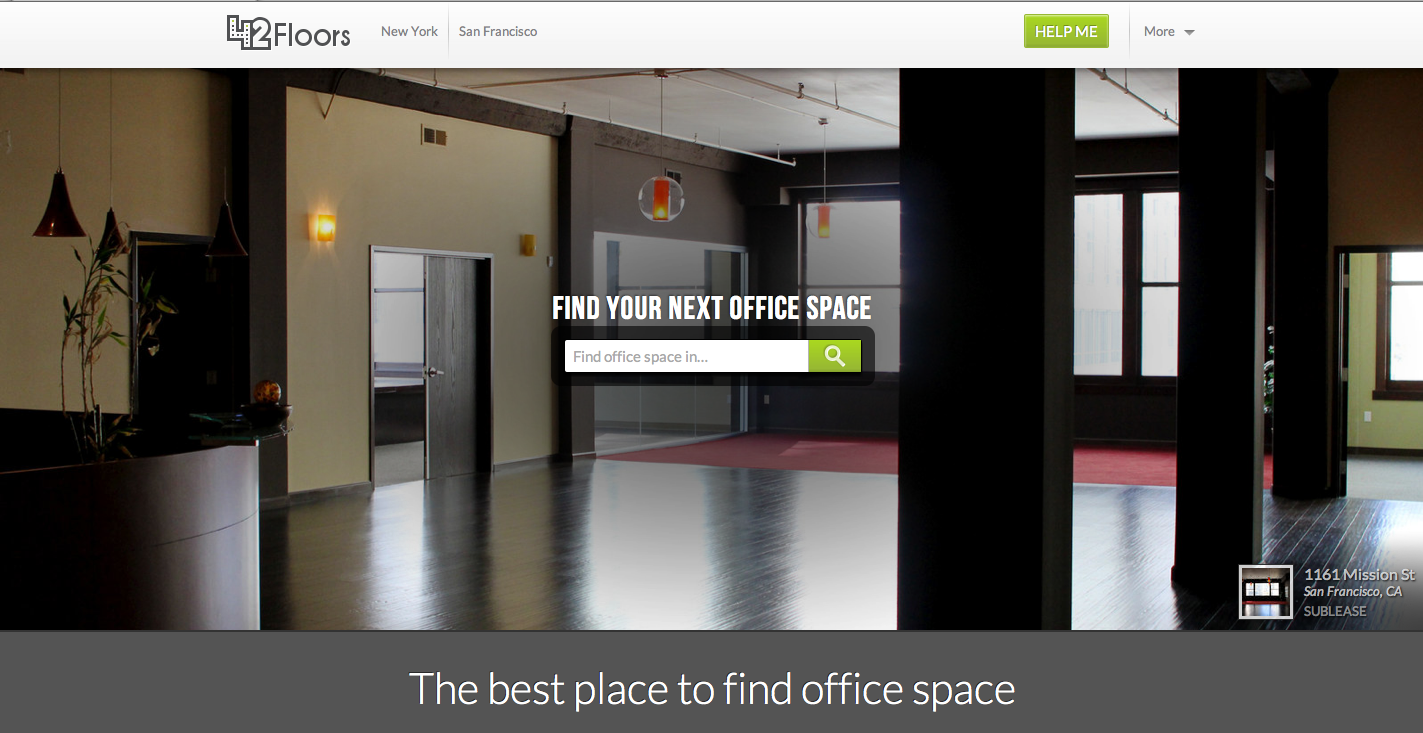 42Floors
New York
San Francisco
HELP ME
More
FIND YOUR NEXT OFFICE SPACE
Find office space in...
1161 Mission St
San Francisco, CA
SUBLEASE
The best place to find office space